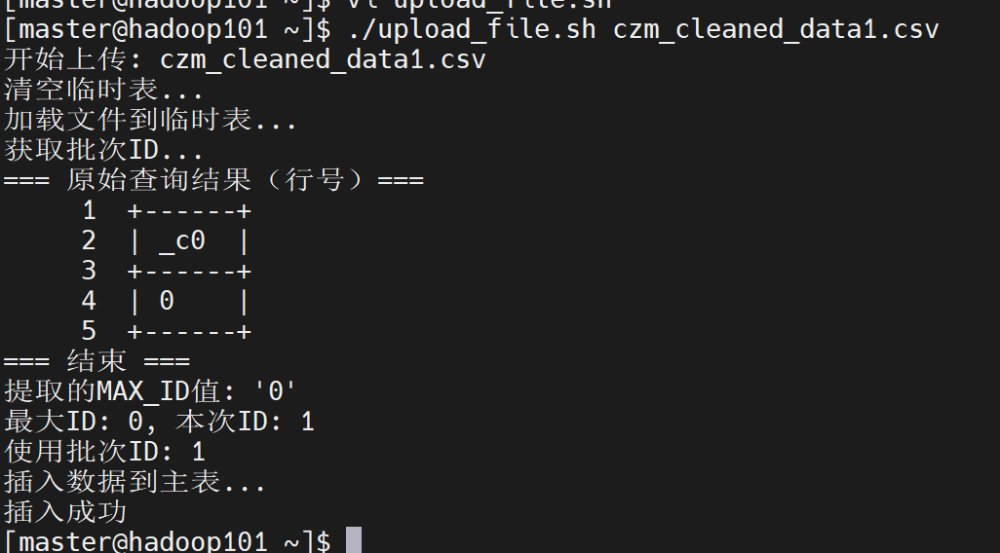 [master@hadoop101 ~]$ vi upload_file.sh
[master@hadoop101 ~]$ ./upload_file.sh czm_cleaned_data1.csv
开始上传: czm_cleaned_data1.csv
清空临时表...
加载文件到临时表...
获取批次ID...
=== 原始查询结果（行号）===
     1  +------+
     2  | _c0  |
     3  +------+
     4  | 0    |
     5  +------+
=== 结束 ===
提取的MAX_ID值: '0'
最大ID: 0, 本次ID: 1
使用批次ID: 1
插入数据到主表...
插入成功
[master@hadoop101 ~]$